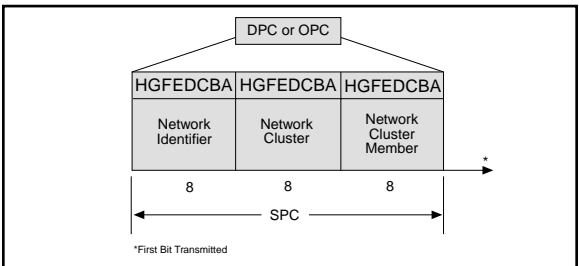 DPC or OPC
HGFEDCBA HGFEDCBA HGFEDCBA
Network Identifier
Network Cluster
Network Cluster Member
*
8 8 8
SPC
*First Bit Transmitted